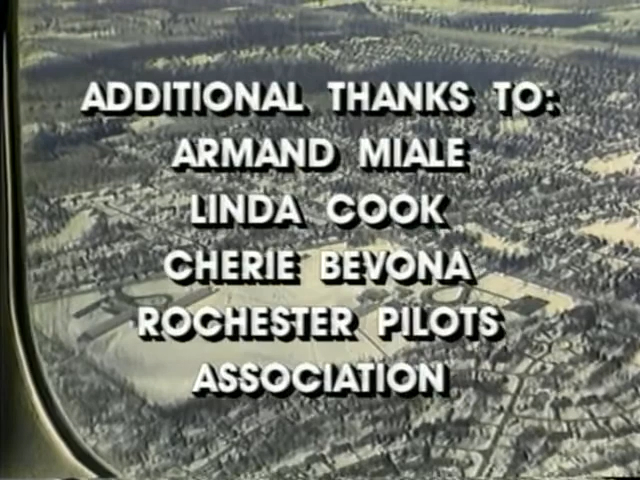 ADDITIONAL THANKS TO:
ARMAND MIALE
LINDA COOK
CHERIE BEVONA
ROCHESTER PILOTS
ASSOCIATION